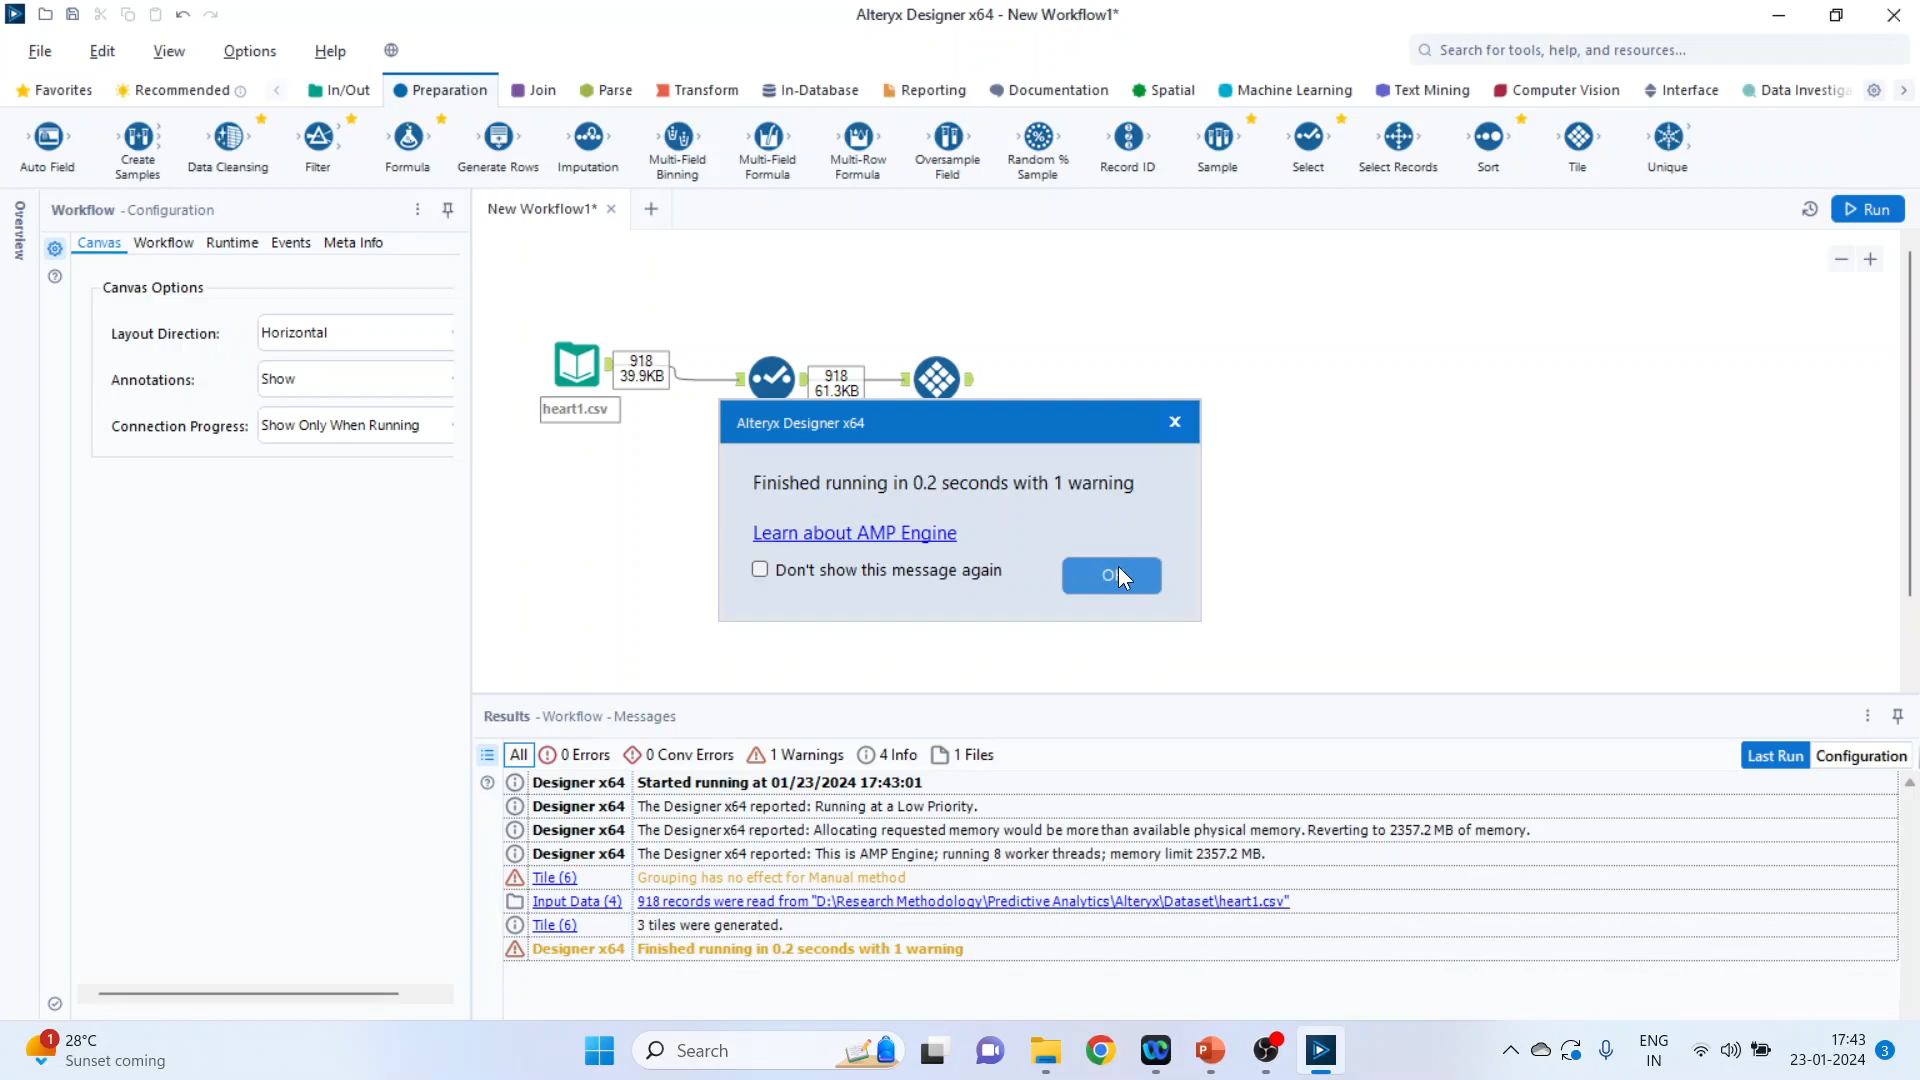 Alteryx Designer x64 - New Workflow1*
File Edit View Options Help
Search for tools, help, and resources...
Favorites Recommended In/Out Preparation Join Parse Transform In-Database Reporting Documentation Spatial Machine Learning Text Mining Computer Vision Interface Data Investiga
Auto Field
Create Samples
Data Cleansing
Filter
Formula
Generate Rows
Imputation
Multi-Field Binning
Multi-Field Formula
Multi-Row Formula
Oversample Field
Random % Sample
Record ID
Sample
Select
Select Records
Sort
Tile
Unique
Overview
Workflow - Configuration
New Workflow1*
Run
Canvas Workflow Runtime Events Meta Info
Canvas Options
Layout Direction: Horizontal
Annotations: Show
Connection Progress: Show Only When Running
918
39.9KB
918
61.3KB
heart1.csv
Alteryx Designer x64
Finished running in 0.2 seconds with 1 warning
Learn about AMP Engine
Don't show this message again
Results - Workflow - Messages
All 0 Errors 0 Conv Errors 1 Warnings 4 Info 1 Files
Last Run Configuration
Designer x64 Started running at 01/23/2024 17:43:01
Designer x64 The Designer x64 reported: Running at a Low Priority.
Designer x64 The Designer x64 reported: Allocating requested memory would be more than available physical memory. Reverting to 2357.2 MB of memory.
Designer x64 The Designer x64 reported: This is AMP Engine; running 8 worker threads; memory limit 2357.2 MB.
Tile (6) Grouping has no effect for Manual method
Input Data (4) 918 records were read from "D:\Research Methodology\Predictive Analytics\Alteryx\Dataset\heart1.csv"
Tile (6) 3 tiles were generated.
Designer x64 Finished running in 0.2 seconds with 1 warning
1
28°C
Sunset coming
Search
ENG
IN
17:43
23-01-2024
3